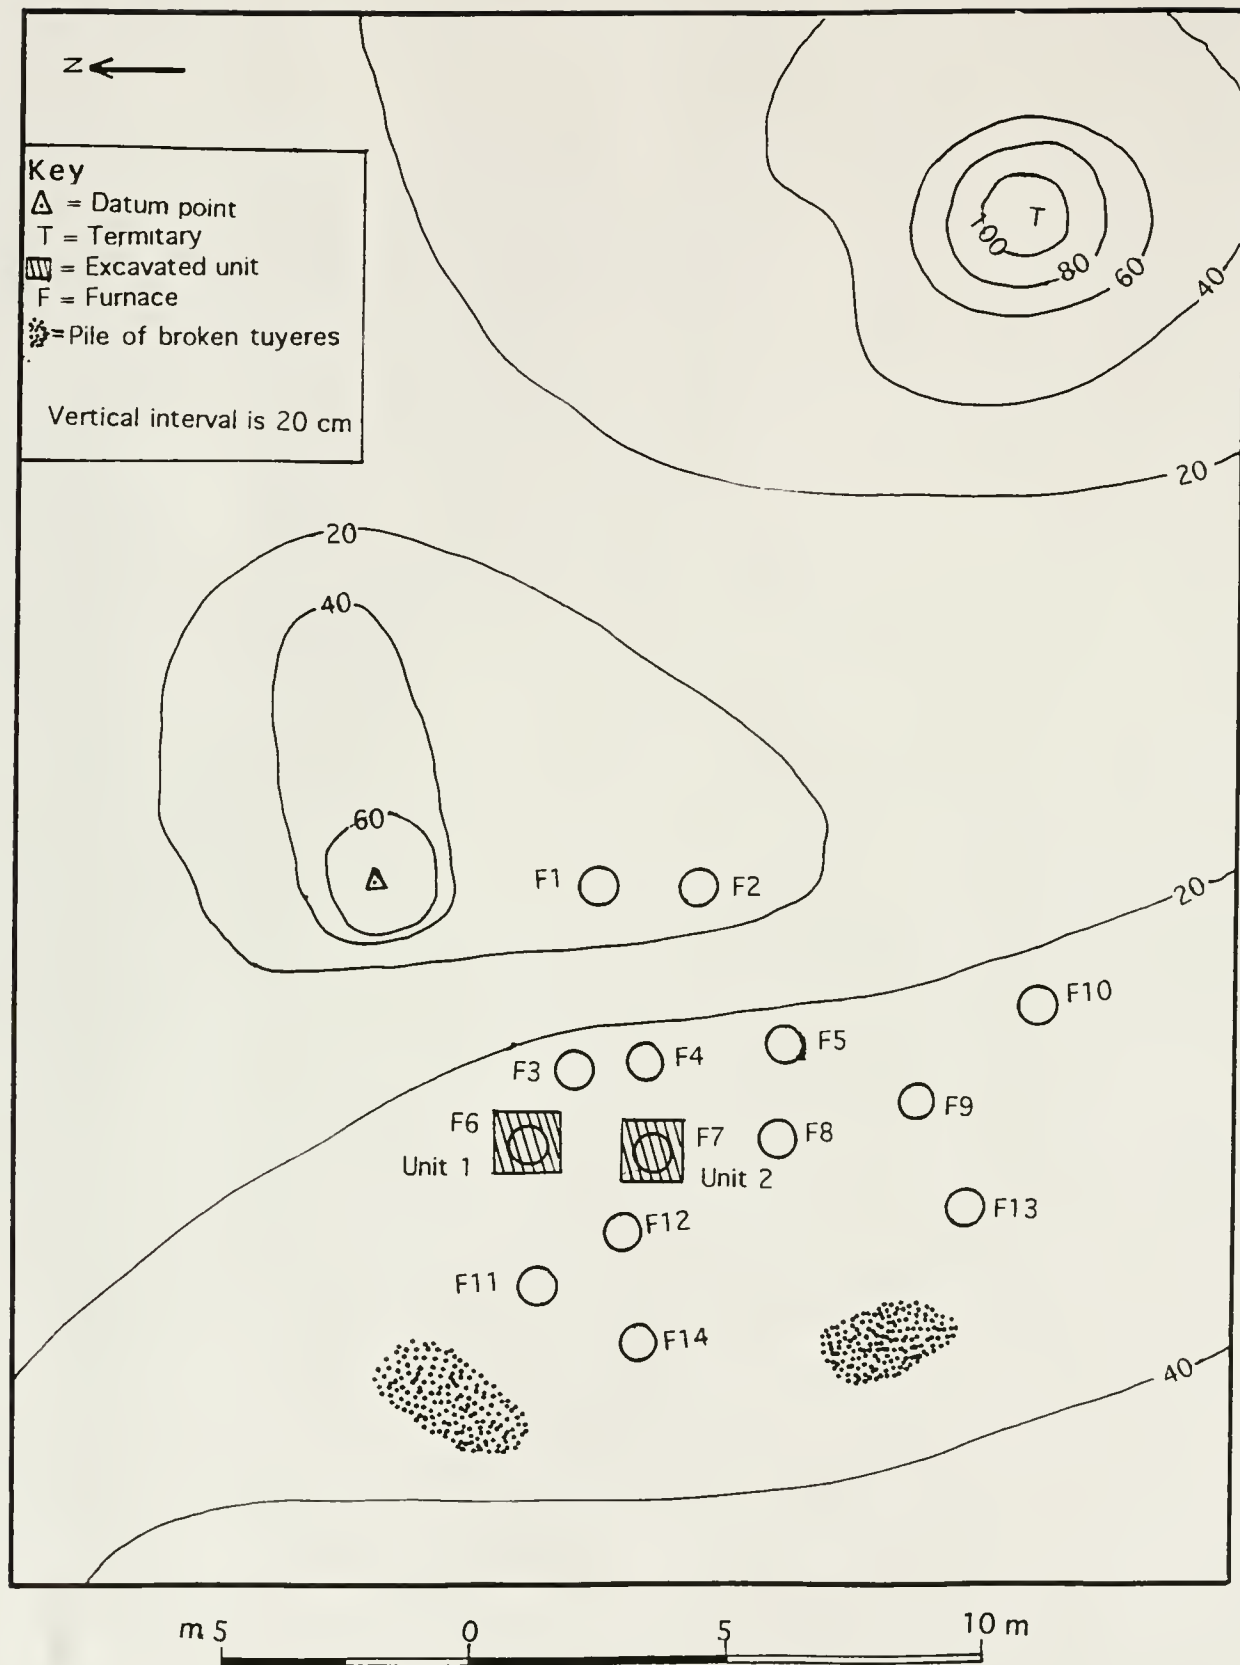 N
Key
= Datum point
T = Termitary
= Excavated unit
F = Furnace
= Pile of broken tuyeres
Vertical interval is 20 cm
T
100
80
60
40
20
20
40
60
F1
F2
20
F10
F3
F4
F5
F6
Unit 1
F7
Unit 2
F8
F9
F12
F13
F11
F14
40
m 5 0 5 10 m